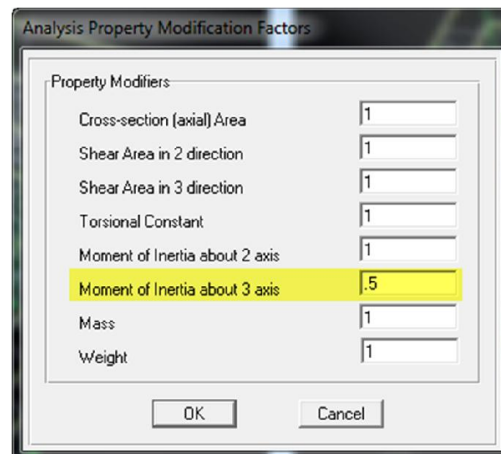 Analysis Property Modification Factors
Property Modifiers
Cross-section (axial) Area 1
Shear Area in 2 direction 1
Shear Area in 3 direction 1
Torsional Constant 1
Moment of Inertia about 2 axis 1
Moment of Inertia about 3 axis .5
Mass 1
Weight 1
OK Cancel